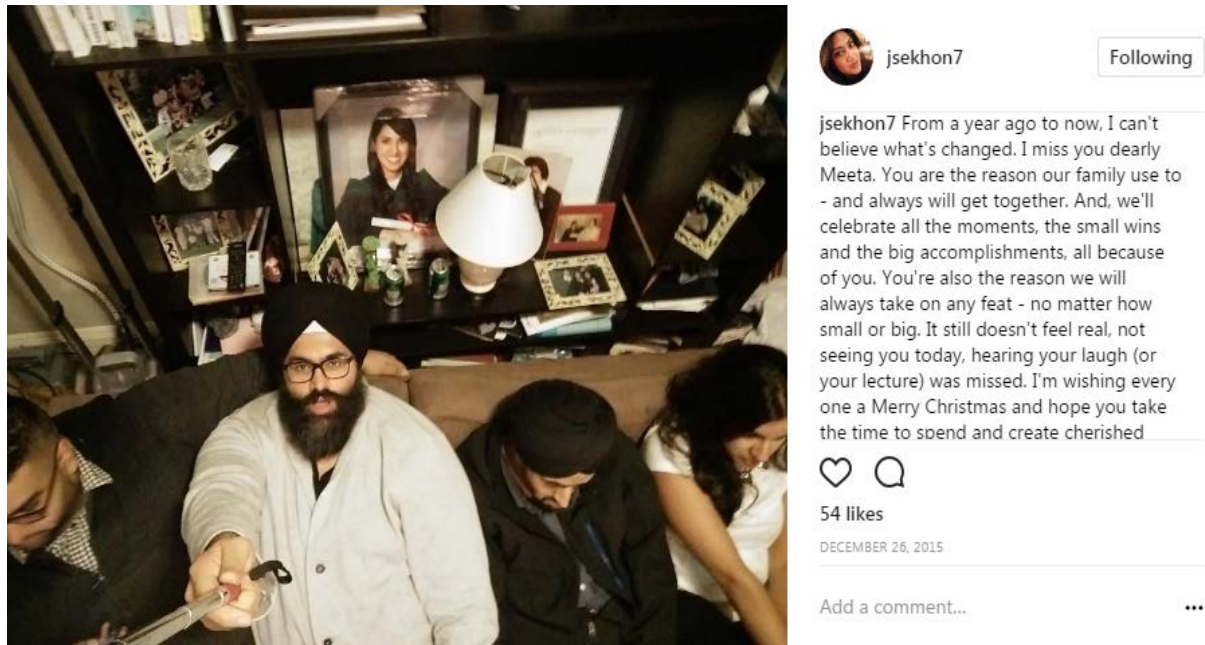 jsekhon7
Following
jsekhon7 From a year ago to now, I can't
believe what's changed. I miss you dearly
Meeta. You are the reason our family use to
- and always will get together. And, we'll
celebrate all the moments, the small wins
and the big accomplishments, all because
of you. You're also the reason we will
always take on any feat - no matter how
small or big. It still doesn't feel real, not
seeing you today, hearing your laugh (or
your lecture) was missed. I'm wishing every
one a Merry Christmas and hope you take
the time to spend and create cherished
54 likes
DECEMBER 26, 2015
Add a comment...